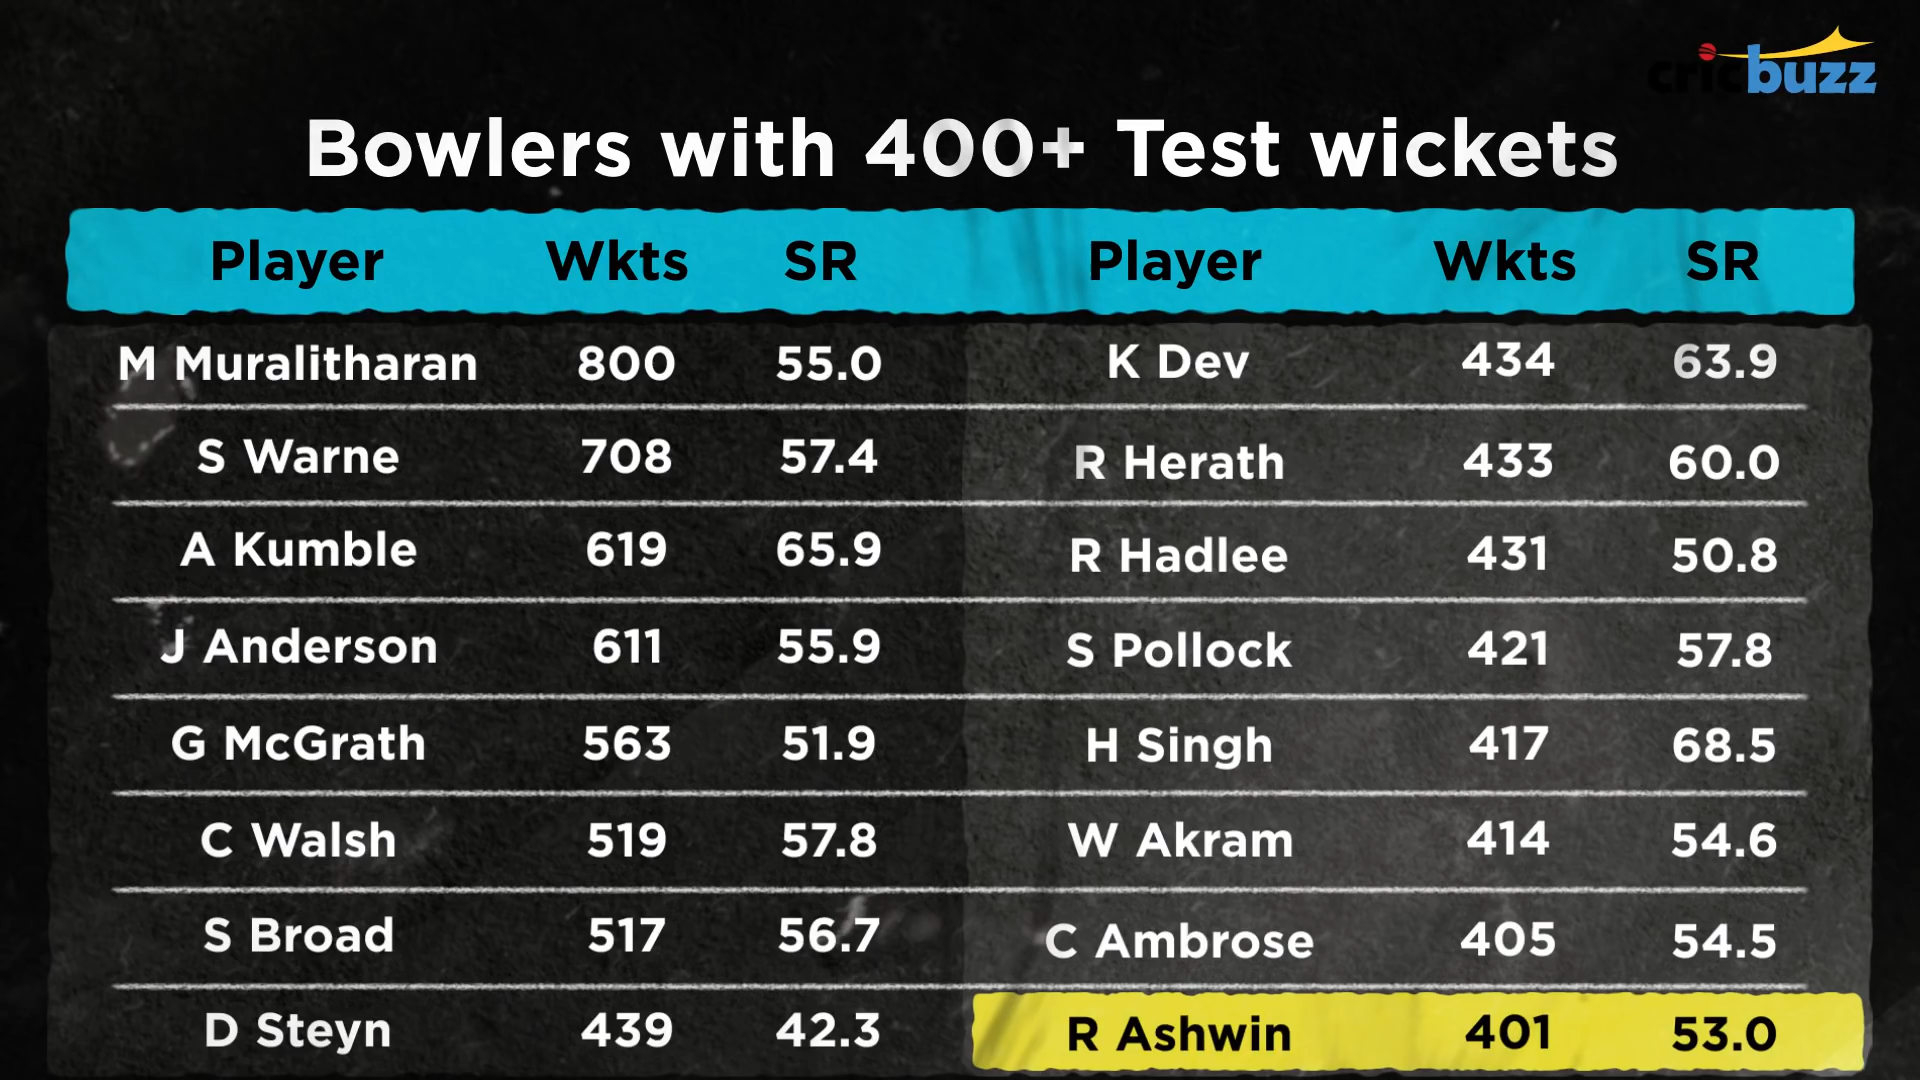 cricbuzz
Bowlers with 400+ Test wickets
Player Wkts SR Player Wkts SR
M Muralitharan 800 55.0 K Dev 434 63.9
S Warne 708 57.4 R Herath 433 60.0
A Kumble 619 65.9 R Hadlee 431 50.8
J Anderson 611 55.9 S Pollock 421 57.8
G McGrath 563 51.9 H Singh 417 68.5
C Walsh 519 57.8 W Akram 414 54.6
S Broad 517 56.7 C Ambrose 405 54.5
D Steyn 439 42.3 R Ashwin 401 53.0